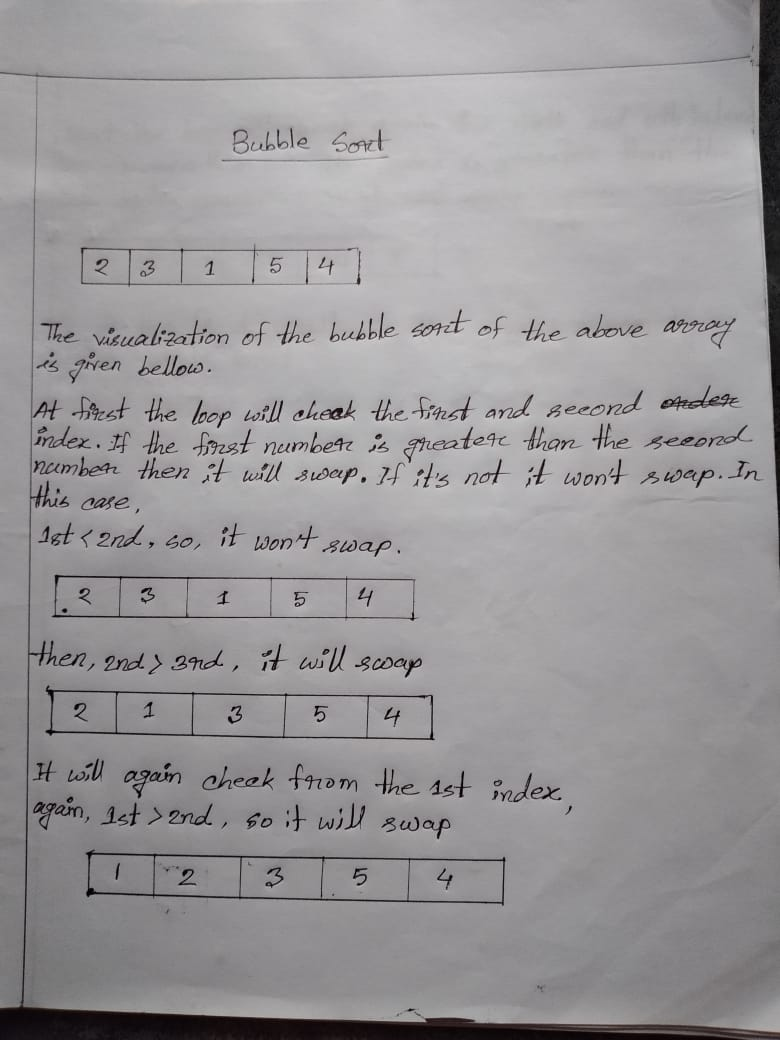 Bubble Sort
2 3 1 5 4
The visualization of the bubble sort of the above array
is given bellow.
At first the loop will check the first and second order
index. If the first number is greater than the second
number then it will swap. If it's not it won't swap. In
this case,
1st < 2nd, so, it won't swap.
2 3 1 5 4
then, 2nd > 3rd, it will swap
2 1 3 5 4
It will again check from the 1st index,
again, 1st > 2nd, so it will swap
1 2 3 5 4